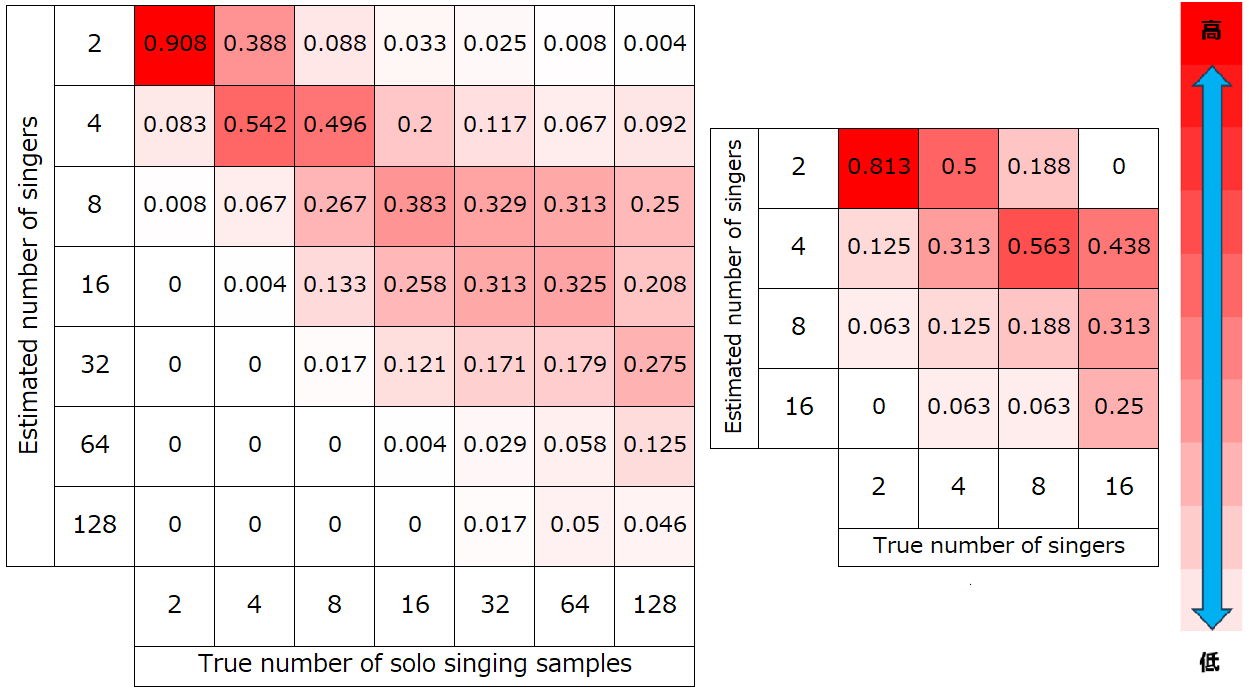 Estimated number of singers
2 0.908 0.388 0.088 0.033 0.025 0.008 0.004
4 0.083 0.542 0.496 0.2 0.117 0.067 0.092
8 0.008 0.067 0.267 0.383 0.329 0.313 0.25
16 0 0.004 0.133 0.258 0.313 0.325 0.208
32 0 0 0.017 0.121 0.171 0.179 0.275
64 0 0 0 0.004 0.029 0.058 0.125
128 0 0 0 0 0.017 0.05 0.046
2 4 8 16 32 64 128
True number of solo singing samples
Estimated number of singers
2 0.813 0.5 0.188 0
4 0.125 0.313 0.563 0.438
8 0.063 0.125 0.188 0.313
16 0 0.063 0.063 0.25
2 4 8 16
True number of singers
高
低